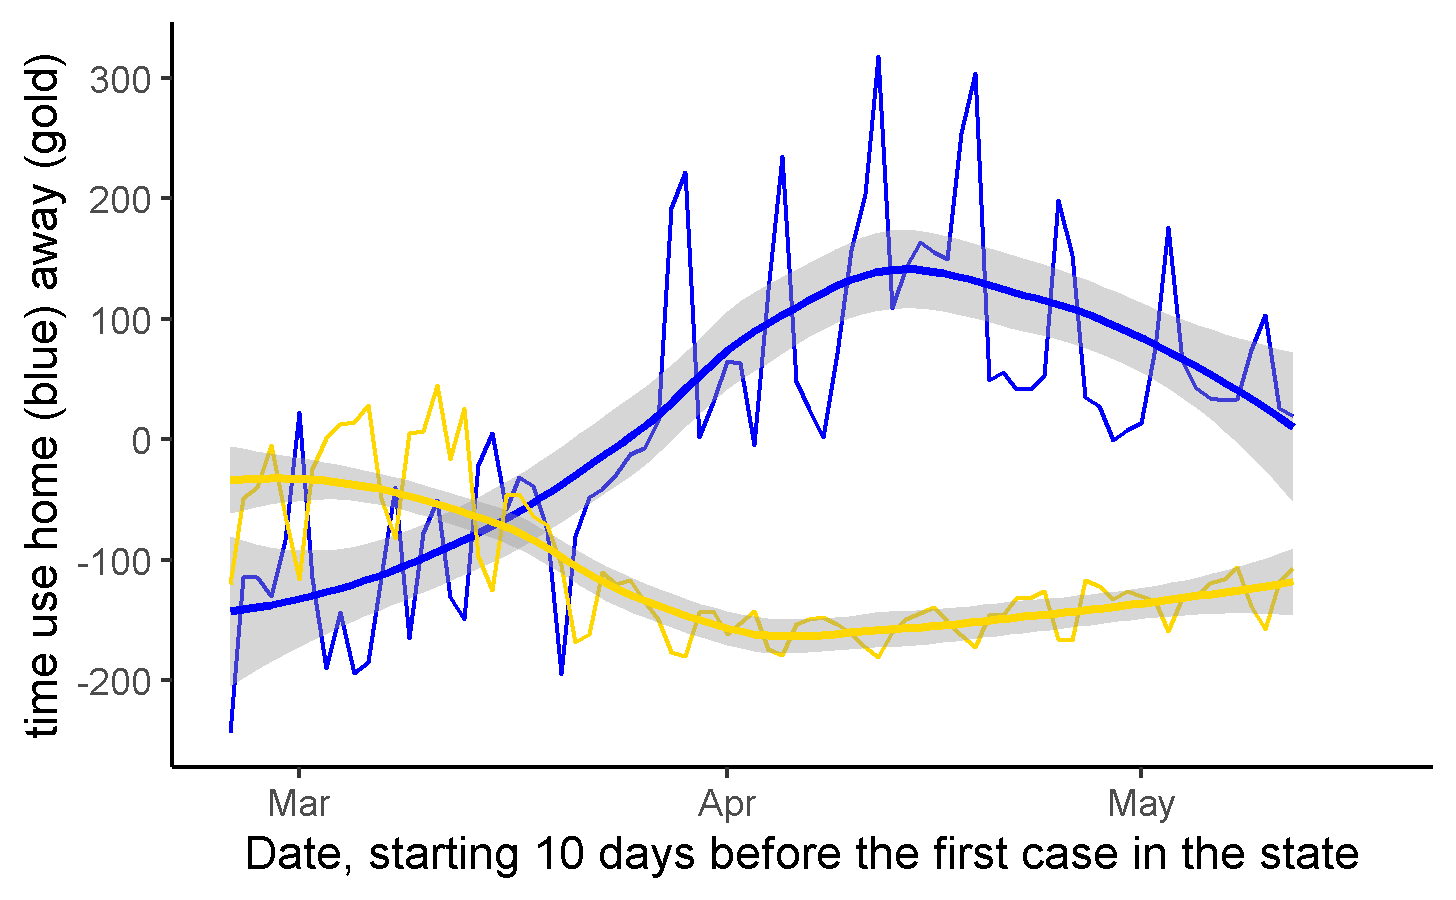 time use home (blue) away (gold)
300
200
100
0
-100
-200
Mar Apr May
Date, starting 10 days before the first case in the state